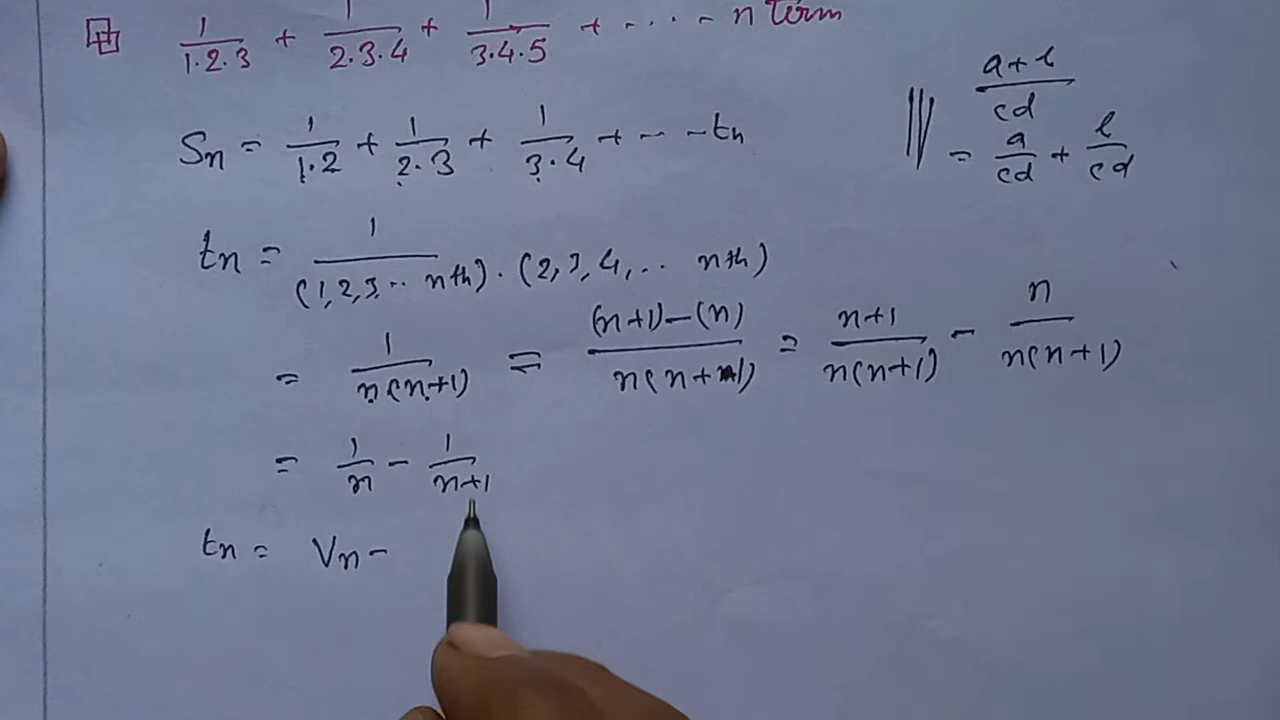 1/1·2·3 + 1/2·3·4 + 1/3·4·5 + ····- n term
Sn = 1/1·2 + 1/2·3 + 1/3·4 + -- -tn
a+b/cd
= a/cd + b/cd
tn = 1/(1,2,3·· nth)·(2,3,4,·· nth)
= 1/n(n+1) = (n+1)-(n)/n(n+1) = n+1/n(n+1) - n/n(n+1)
= 1/n - 1/n+1
tn = Vn -